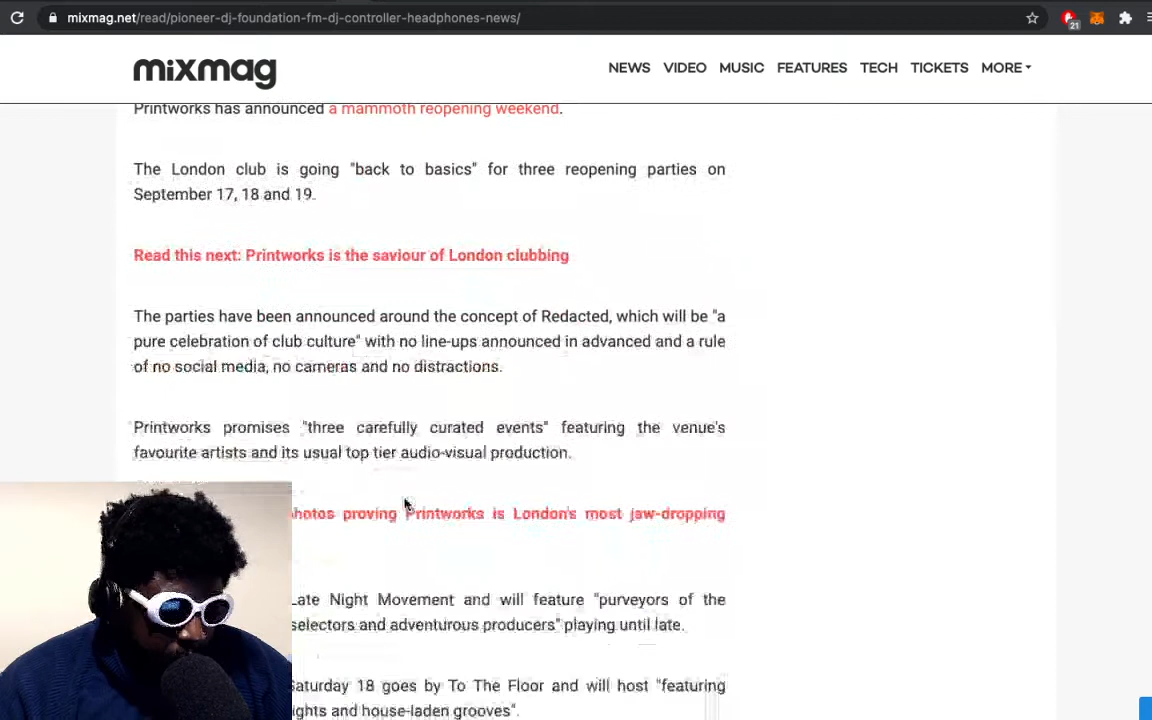 mixmag.net/read/pioneer-dj-foundation-fm-dj-controller-headphones-news/
21
mixmag
NEWS VIDEO MUSIC FEATURES TECH TICKETS MORE
Printworks has announced a mammoth reopening weekend.
The London club is going "back to basics" for three reopening parties on
September 17, 18 and 19.
Read this next: Printworks is the saviour of London clubbing
The parties have been announced around the concept of Redacted, which will be "a
pure celebration of club culture" with no line-ups announced in advanced and a rule
of no social media, no cameras and no distractions.
Printworks promises "three carefully curated events" featuring the venue's
favourite artists and its usual top tier audio-visual production.
hotos proving Printworks is London's most jaw-dropping
Late Night Movement and will feature "purveyors of the
selectors and adventurous producers" playing until late.
Saturday 18 goes by To The Floor and will host "featuring
ights and house-laden grooves".